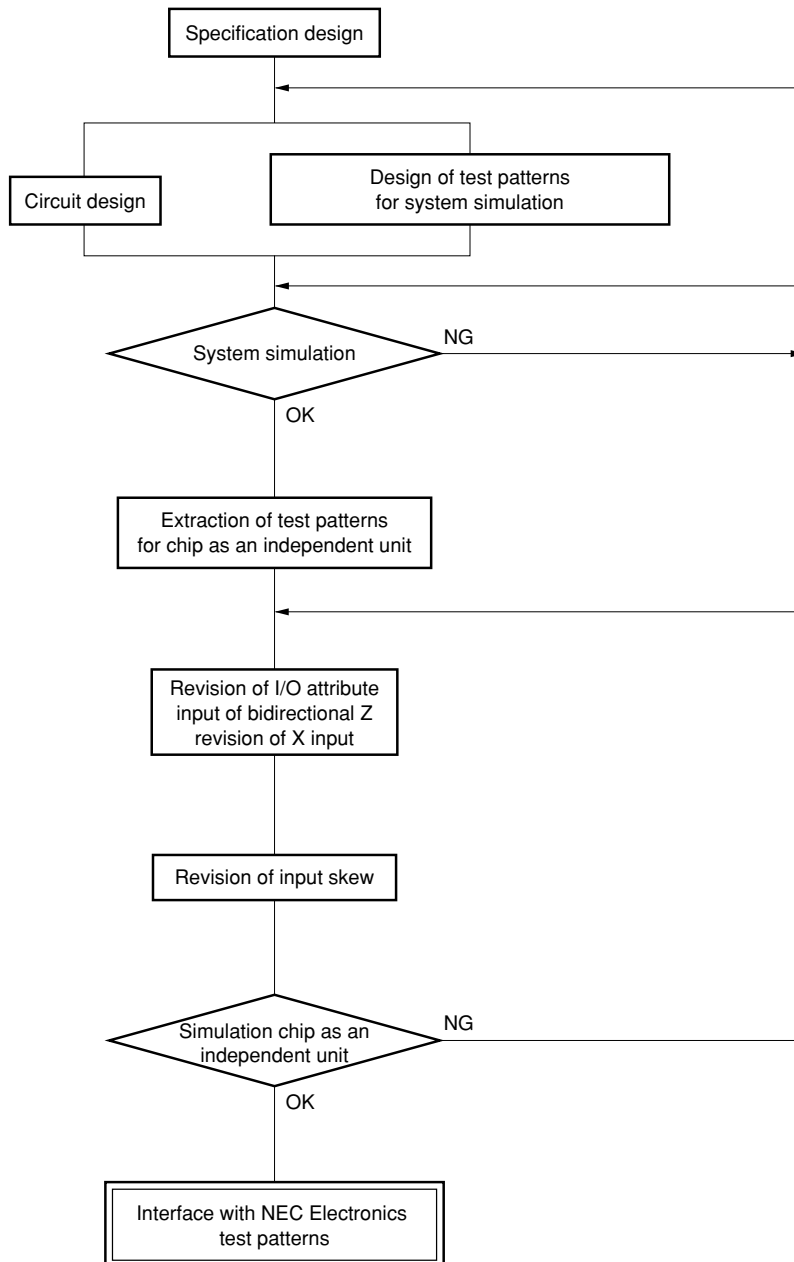 Specification design
Circuit design
Design of test patterns
for system simulation
System simulation
NG
OK
Extraction of test patterns
for chip as an independent unit
Revision of I/O attribute
input of bidirectional Z
revision of X input
Revision of input skew
Simulation chip as an
independent unit
NG
OK
Interface with NEC Electronics
test patterns